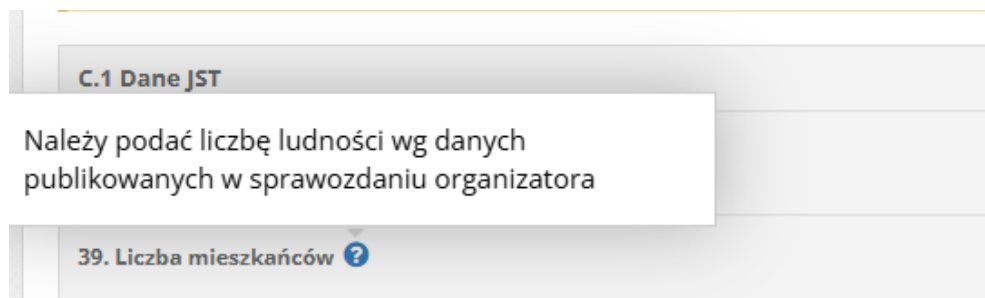 C.1 Dane JST
Należy podać liczbę ludności wg danych
publikowanych w sprawozdaniu organizatora
39. Liczba mieszkańców ?